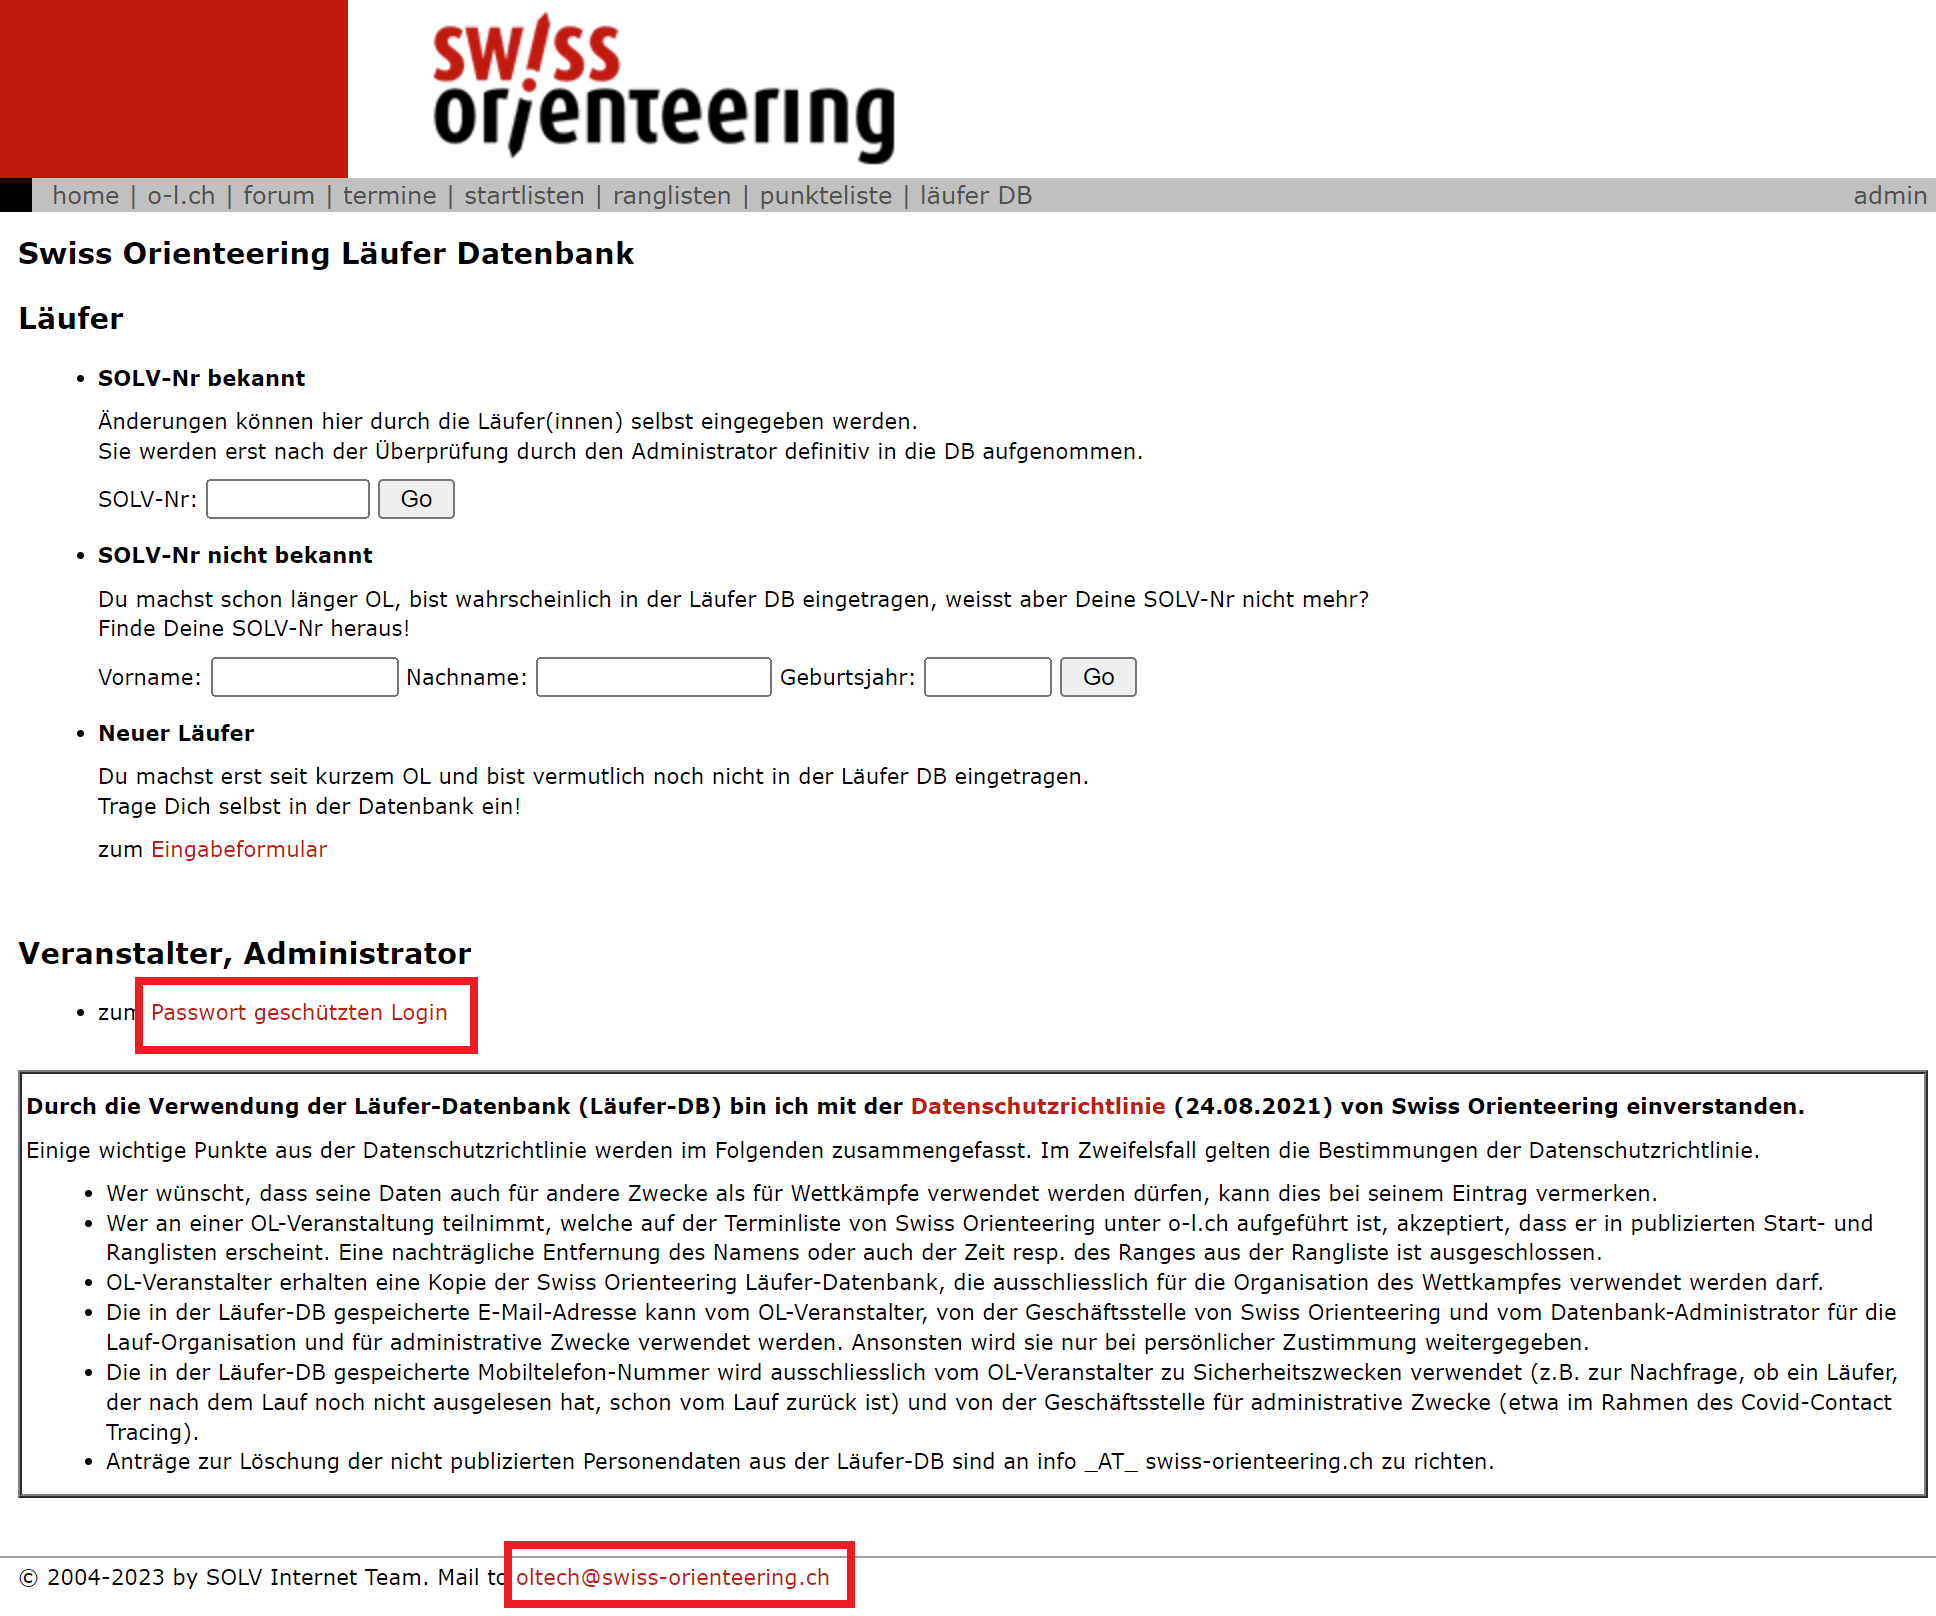 swiss
orienteering
home | o-l.ch | forum | termine | startlisten | ranglisten | punkteliste | läufer DB admin
Swiss Orienteering Läufer Datenbank
Läufer
• SOLV-Nr bekannt
Änderungen können hier durch die Läufer(innen) selbst eingegeben werden.
Sie werden erst nach der Überprüfung durch den Administrator definitiv in die DB aufgenommen.
SOLV-Nr: Go
• SOLV-Nr nicht bekannt
Du machst schon länger OL, bist wahrscheinlich in der Läufer DB eingetragen, weisst aber Deine SOLV-Nr nicht mehr?
Finde Deine SOLV-Nr heraus!
Vorname: Nachname: Geburtsjahr: Go
• Neuer Läufer
Du machst erst seit kurzem OL und bist vermutlich noch nicht in der Läufer DB eingetragen.
Trage Dich selbst in der Datenbank ein!
zum Eingabeformular
Veranstalter, Administrator
• zum Passwort geschützten Login
Durch die Verwendung der Läufer-Datenbank (Läufer-DB) bin ich mit der Datenschutzrichtlinie (24.08.2021) von Swiss Orienteering einverstanden.
Einige wichtige Punkte aus der Datenschutzrichtlinie werden im Folgenden zusammengefasst. Im Zweifelsfall gelten die Bestimmungen der Datenschutzrichtlinie.
• Wer wünscht, dass seine Daten auch für andere Zwecke als für Wettkämpfe verwendet werden dürfen, kann dies bei seinem Eintrag vermerken.
• Wer an einer OL-Veranstaltung teilnimmt, welche auf der Terminliste von Swiss Orienteering unter o-l.ch aufgeführt ist, akzeptiert, dass er in publizierten Start- und
Ranglisten erscheint. Eine nachträgliche Entfernung des Namens oder auch der Zeit resp. des Ranges aus der Rangliste ist ausgeschlossen.
• OL-Veranstalter erhalten eine Kopie der Swiss Orienteering Läufer-Datenbank, die ausschliesslich für die Organisation des Wettkampfes verwendet werden darf.
• Die in der Läufer-DB gespeicherte E-Mail-Adresse kann vom OL-Veranstalter, von der Geschäftsstelle von Swiss Orienteering und vom Datenbank-Administrator für die
Lauf-Organisation und für administrative Zwecke verwendet werden. Ansonsten wird sie nur bei persönlicher Zustimmung weitergegeben.
• Die in der Läufer-DB gespeicherte Mobiltelefon-Nummer wird ausschliesslich vom OL-Veranstalter zu Sicherheitszwecken verwendet (z.B. zur Nachfrage, ob ein Läufer,
der nach dem Lauf noch nicht ausgelesen hat, schon vom Lauf zurück ist) und von der Geschäftsstelle für administrative Zwecke (etwa im Rahmen des Covid-Contact
Tracing).
• Anträge zur Löschung der nicht publizierten Personendaten aus der Läufer-DB sind an info _AT_ swiss-orienteering.ch zu richten.
© 2004-2023 by SOLV Internet Team. Mail to oltech@swiss-orienteering.ch